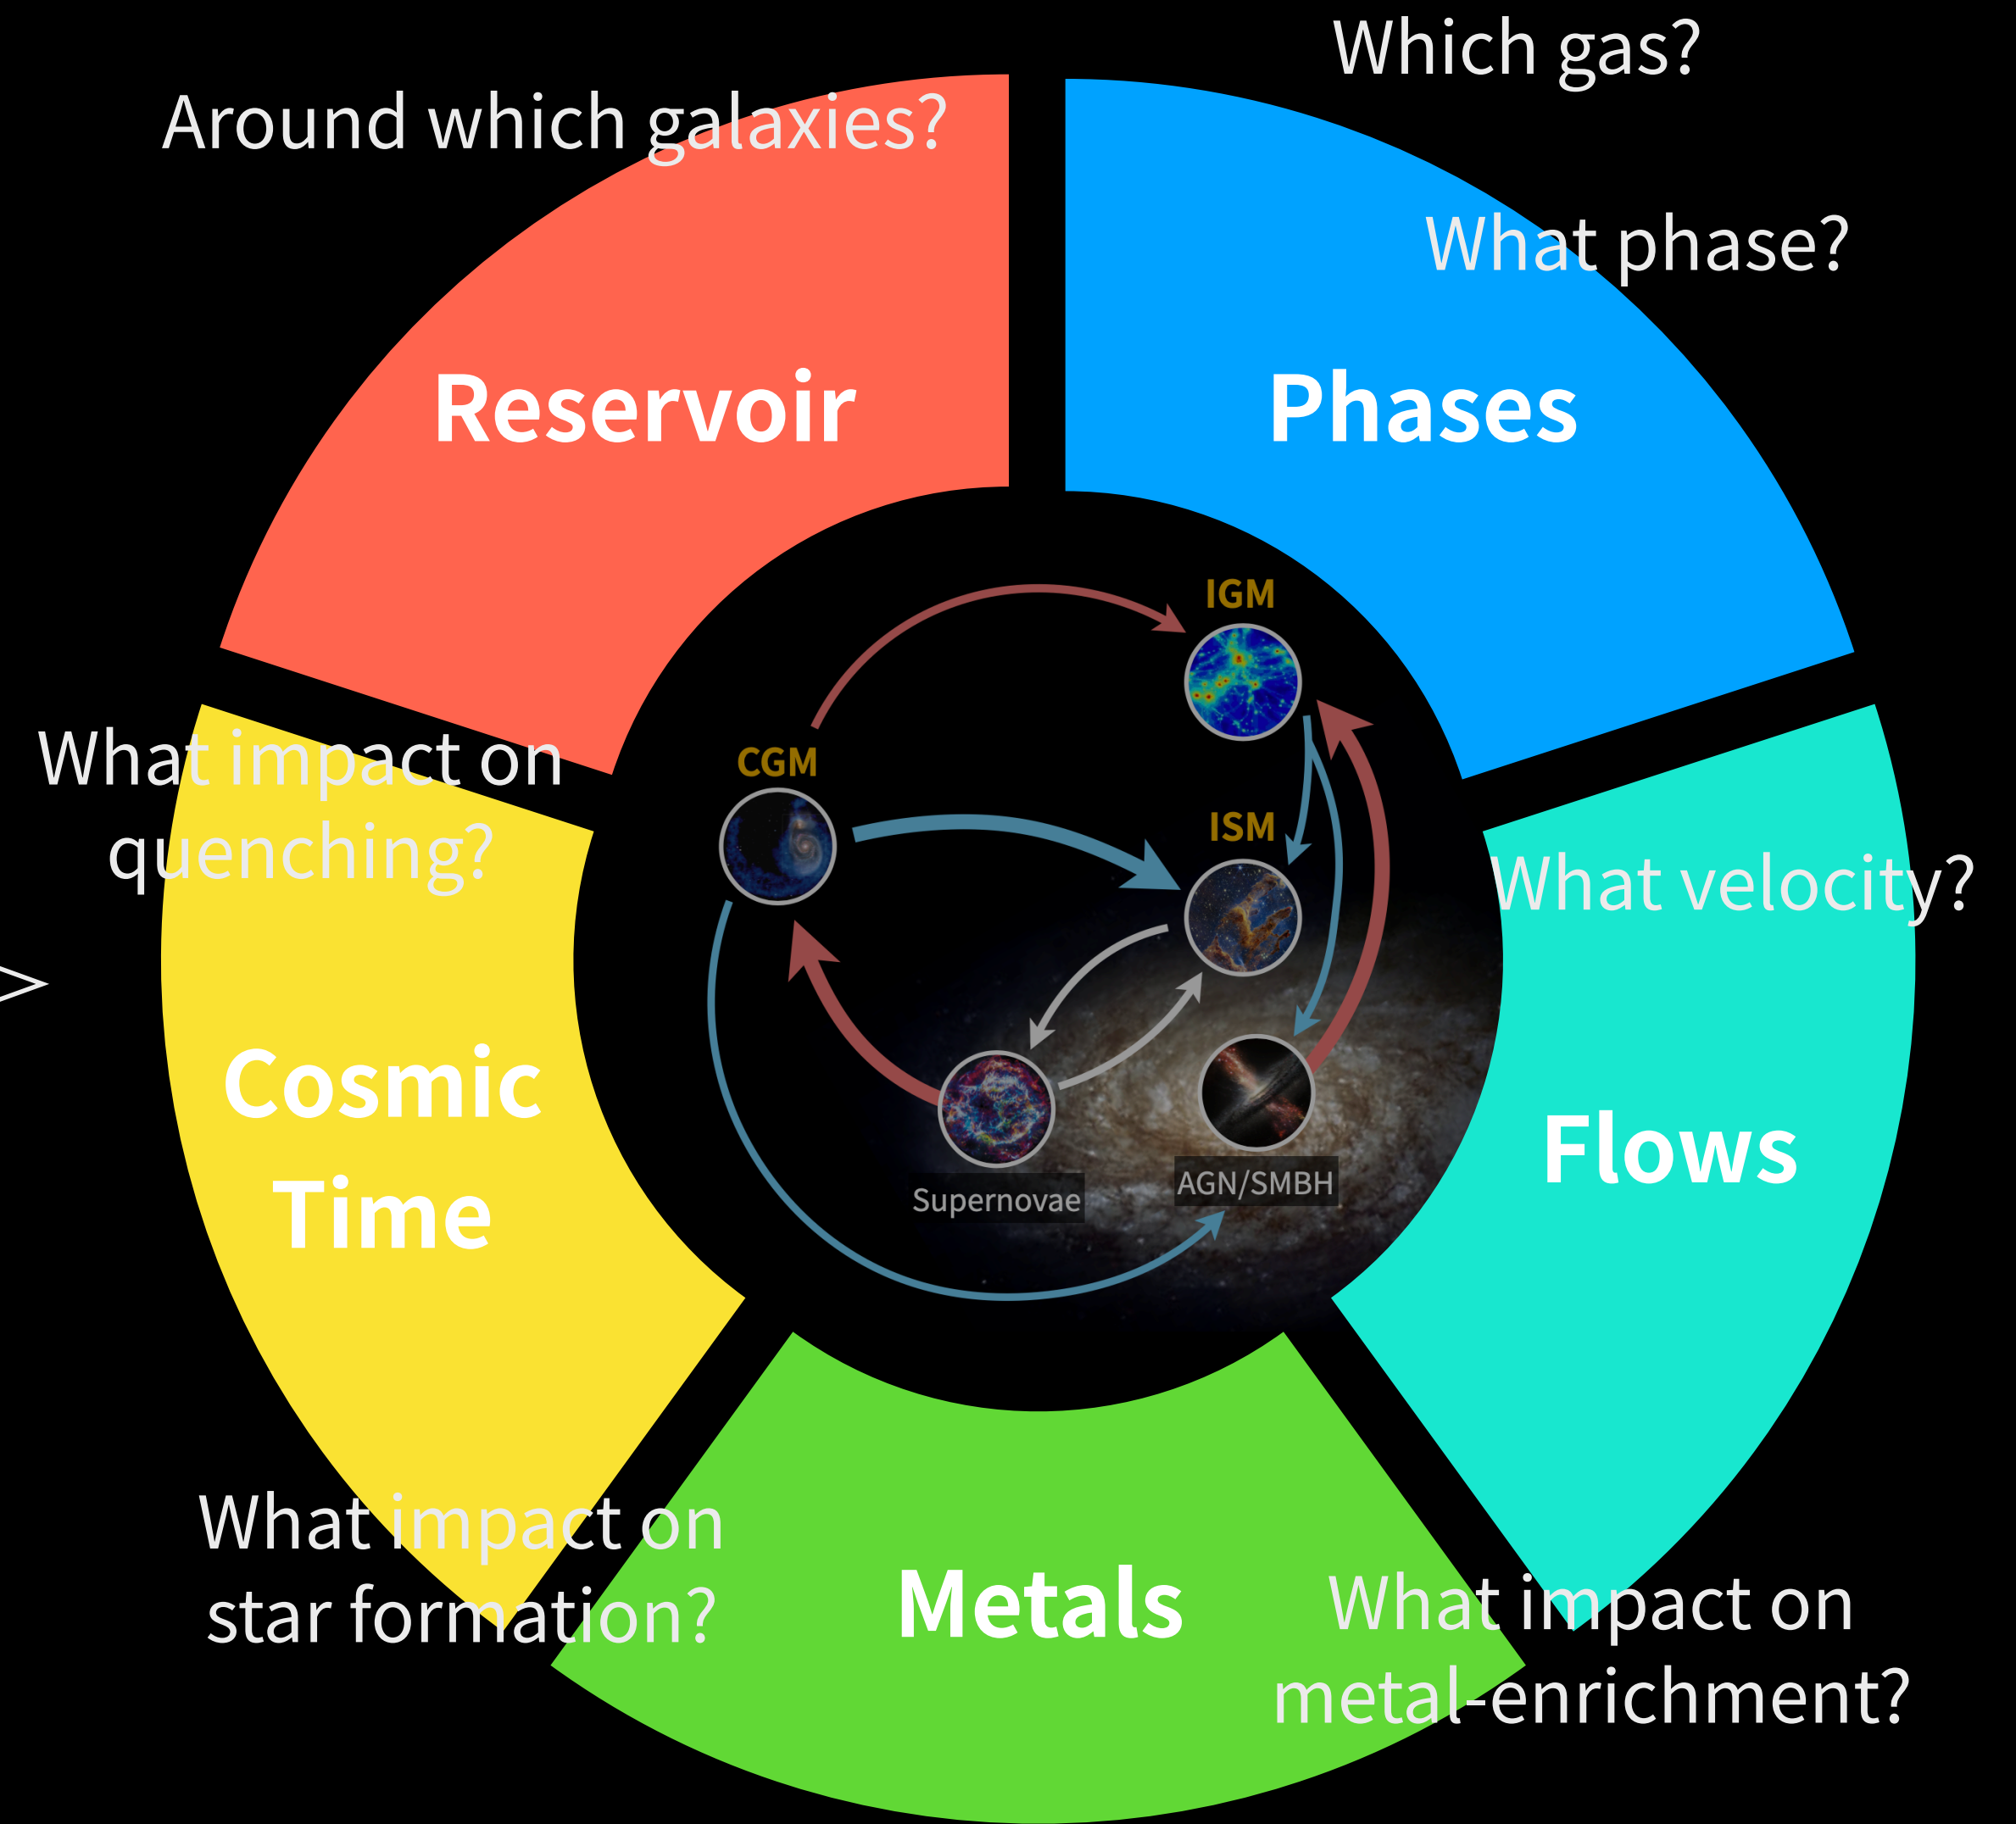 Which gas?
Around which galaxies?
What phase?
Reservoir
Phases
IGM
CGM
What impact on
quenching?
ISM
What velocity?
Cosmic
Time
Flows
Supernovae
AGN/SMBH
What impact on
star formation?
Metals
What impact on
metal-enrichment?